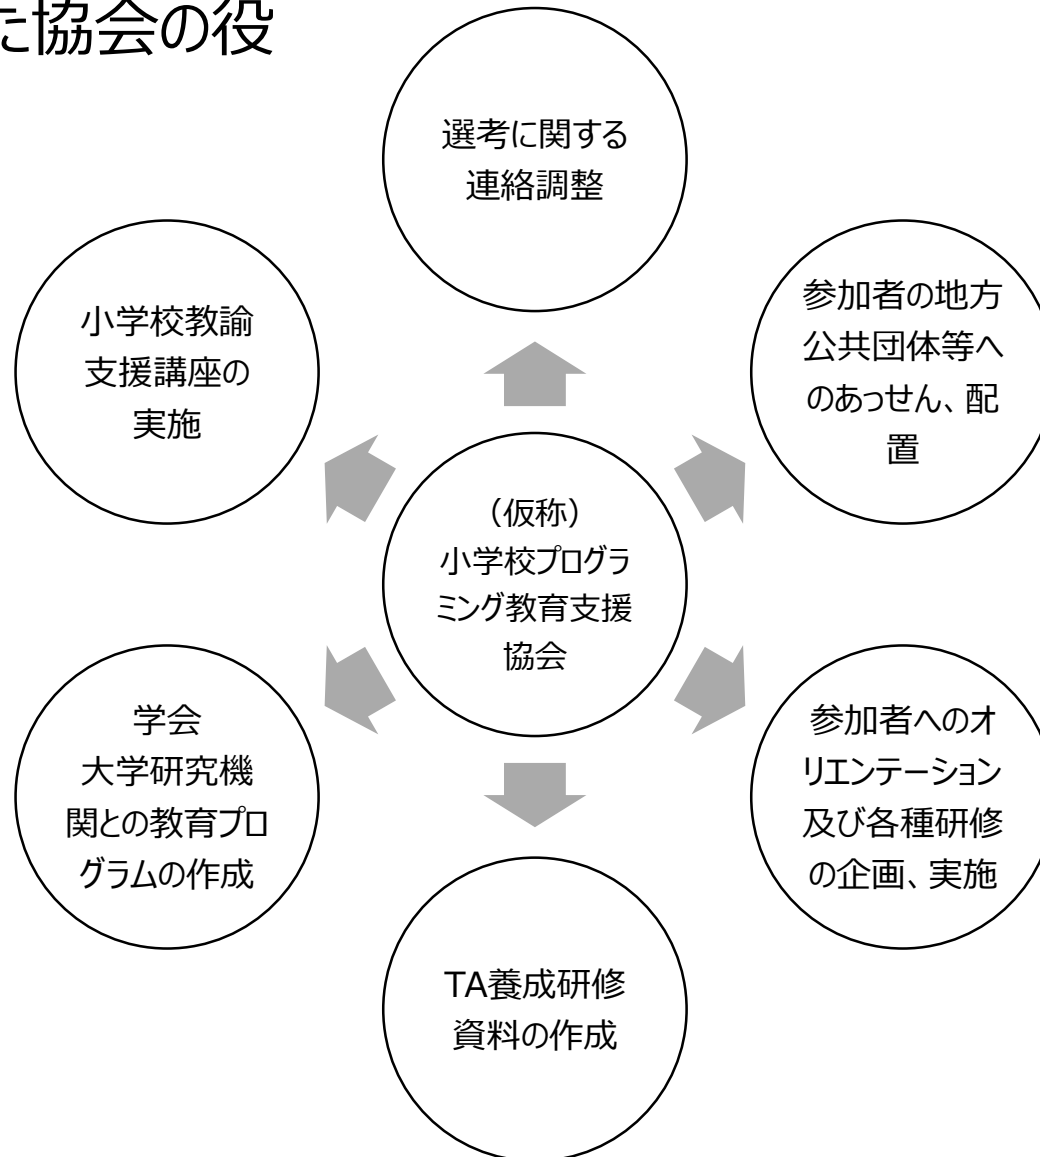 た協会の役
選考に関する
連絡調整
小学校教諭
支援講座の
実施
参加者の地方
公共団体等へ
のあっせん、配
置
（仮称）
小学校プログラ
ミング教育支援
協会
学会
大学研究機
関との教育プロ
グラムの作成
参加者へのオ
リエンテーション
及び各種研修
の企画、実施
TA養成研修
資料の作成